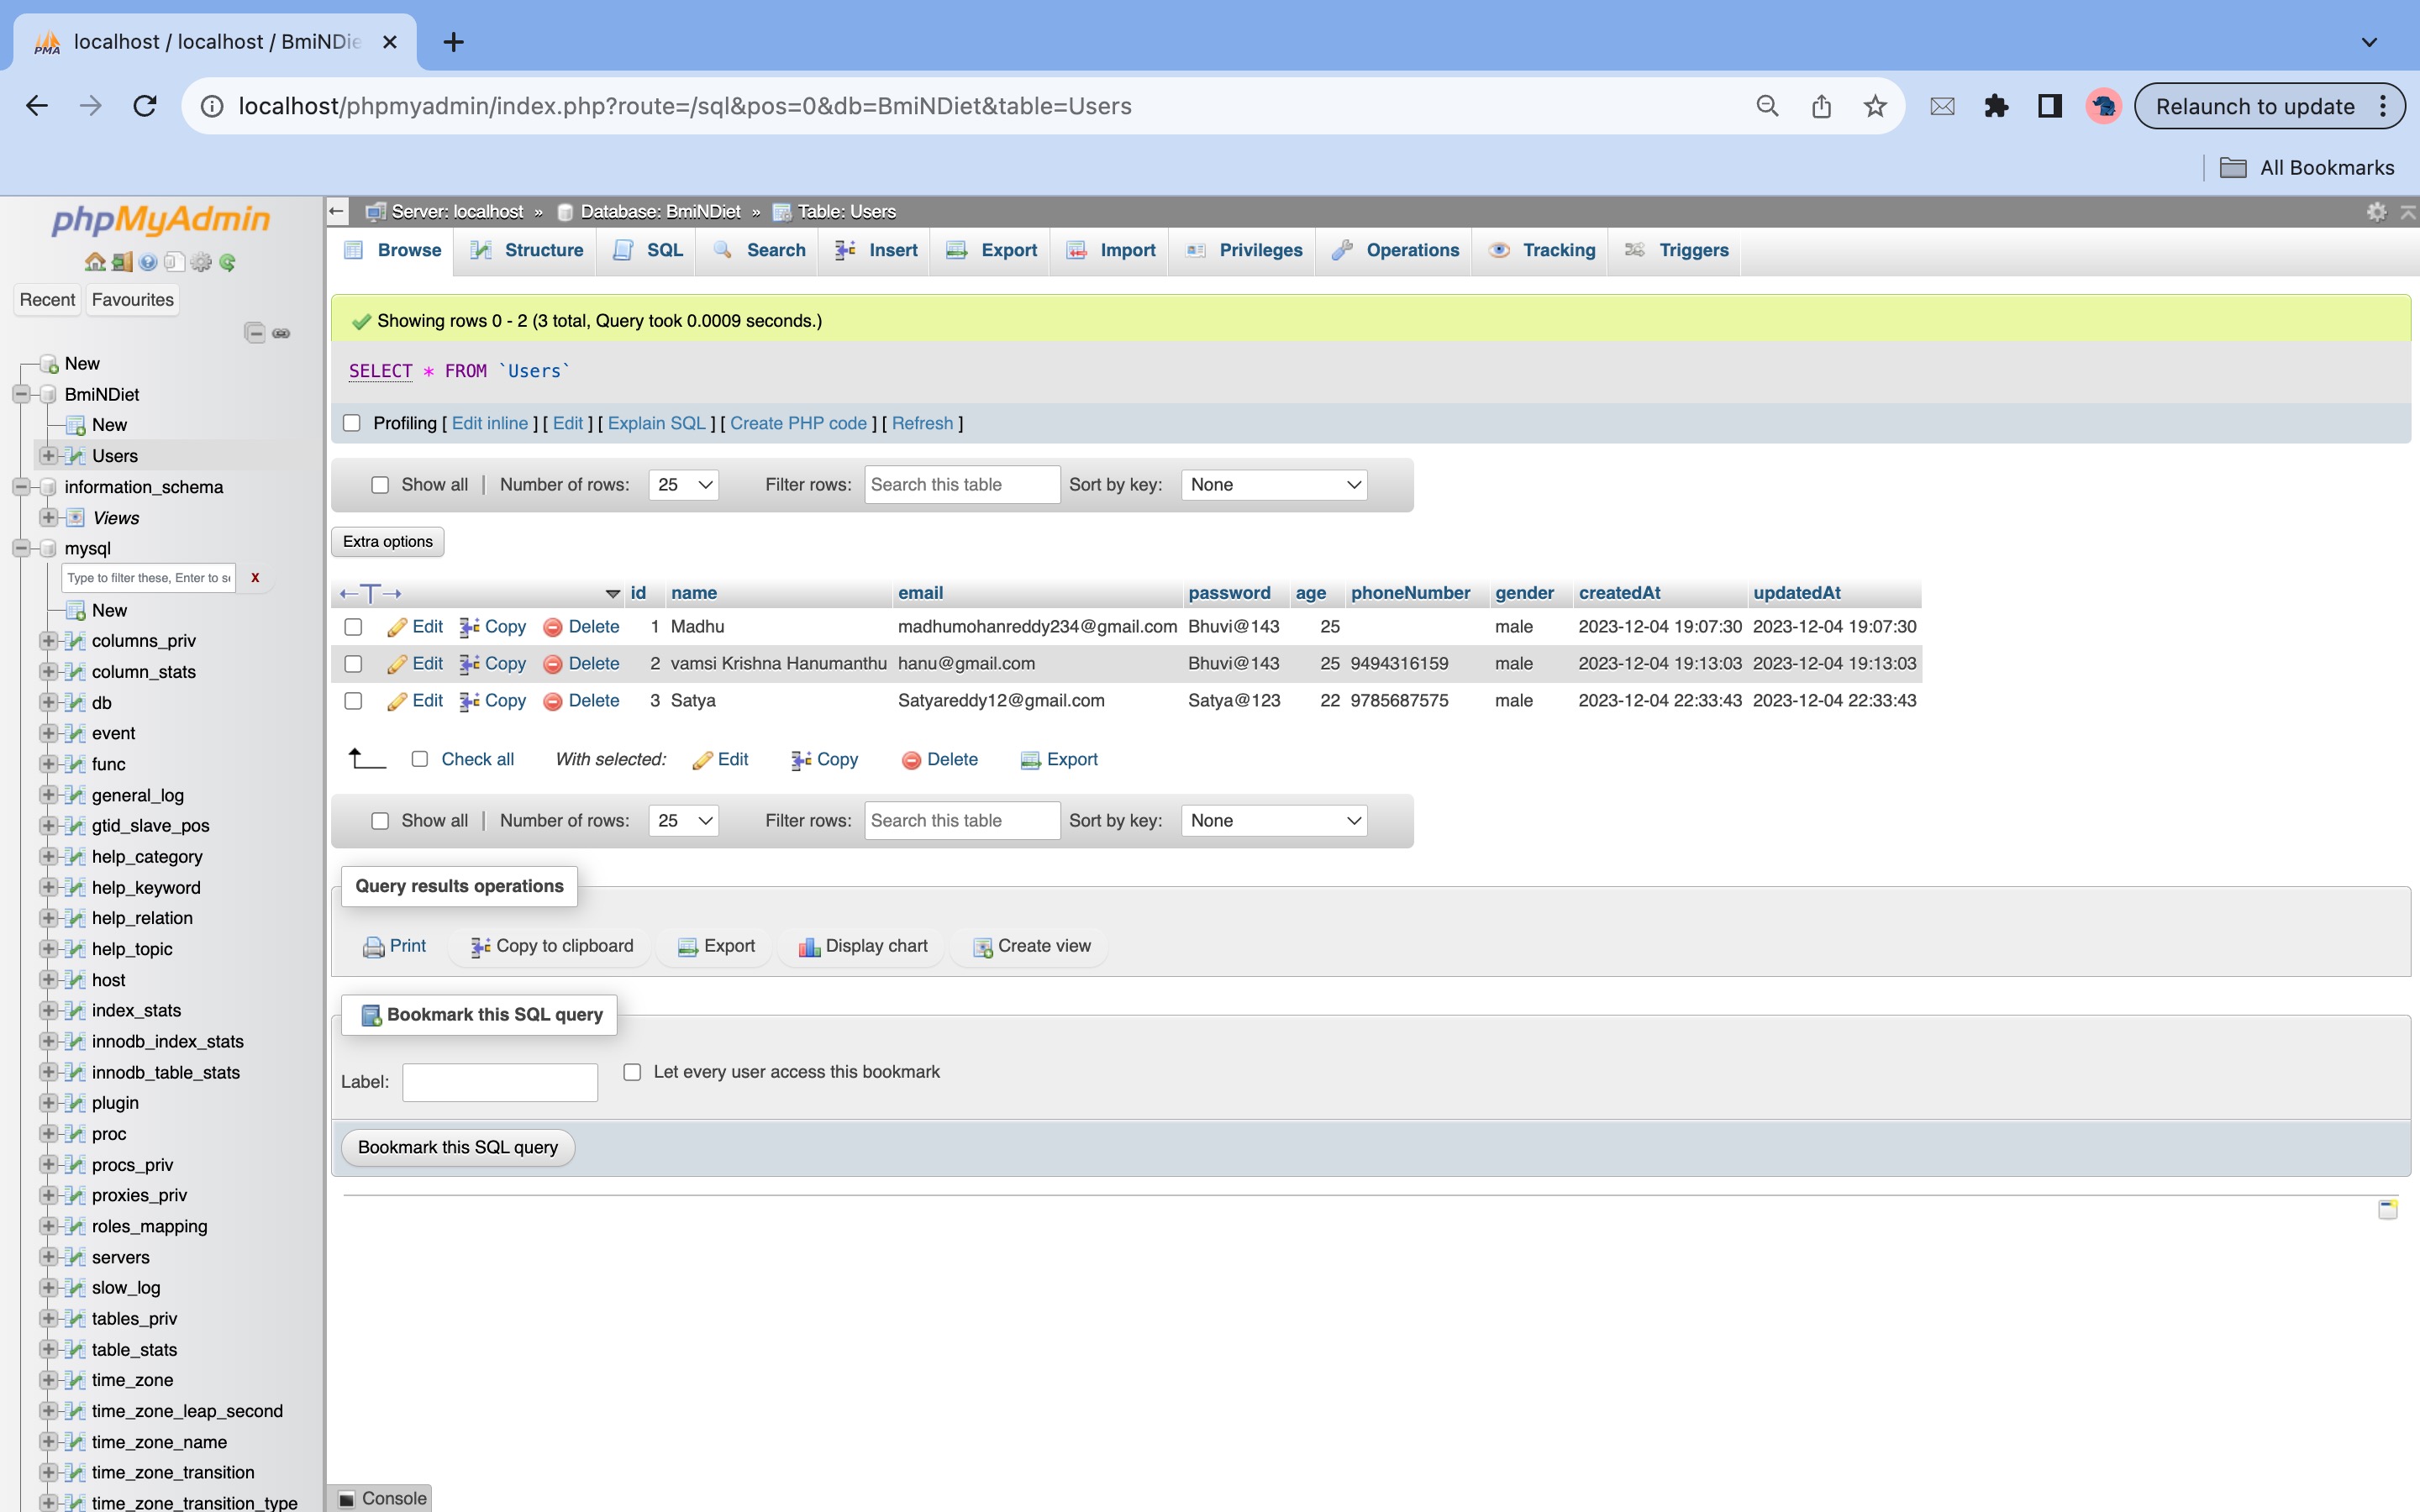 localhost / localhost / BmiNDie
localhost/phpmyadmin/index.php?route=/sql&pos=0&db=BmiNDiet&table=Users
Relaunch to update
All Bookmarks
phpMyAdmin
Recent Favourites
New
BmiNDiet
New
Users
information_schema
Views
mysql
Type to filter these, Enter to s X
New
columns_priv
column_stats
db
event
func
general_log
gtid_slave_pos
help_category
help_keyword
help_relation
help_topic
host
index_stats
innodb_index_stats
innodb_table_stats
plugin
proc
procs_priv
proxies_priv
roles_mapping
servers
slow_log
tables_priv
table_stats
time_zone
time_zone_leap_second
time_zone_name
time_zone_transition
time_zone_transition_type
Server: localhost » Database: BmiNDiet » Table: Users
Browse Structure SQL Search Insert Export Import Privileges Operations Tracking Triggers
Showing rows 0 - 2 (3 total, Query took 0.0009 seconds.)
SELECT * FROM `Users`
Profiling [ Edit inline ] [ Edit ] [ Explain SQL ] [ Create PHP code ] [ Refresh ]
Show all | Number of rows: 25 Filter rows: Search this table Sort by key: None
Extra options
←T→ id name email password age phoneNumber gender createdAt updatedAt
Edit Copy Delete 1 Madhu madhumohanreddy234@gmail.com Bhuvi@143 25 male 2023-12-04 19:07:30 2023-12-04 19:07:30
Edit Copy Delete 2 vamsi Krishna Hanumanthu hanu@gmail.com Bhuvi@143 25 9494316159 male 2023-12-04 19:13:03 2023-12-04 19:13:03
Edit Copy Delete 3 Satya Satyareddy12@gmail.com Satya@123 22 9785687575 male 2023-12-04 22:33:43 2023-12-04 22:33:43
Check all With selected: Edit Copy Delete Export
Show all | Number of rows: 25 Filter rows: Search this table Sort by key: None
Query results operations
Print Copy to clipboard Export Display chart Create view
Bookmark this SQL query
Label: Let every user access this bookmark
Bookmark this SQL query
Console